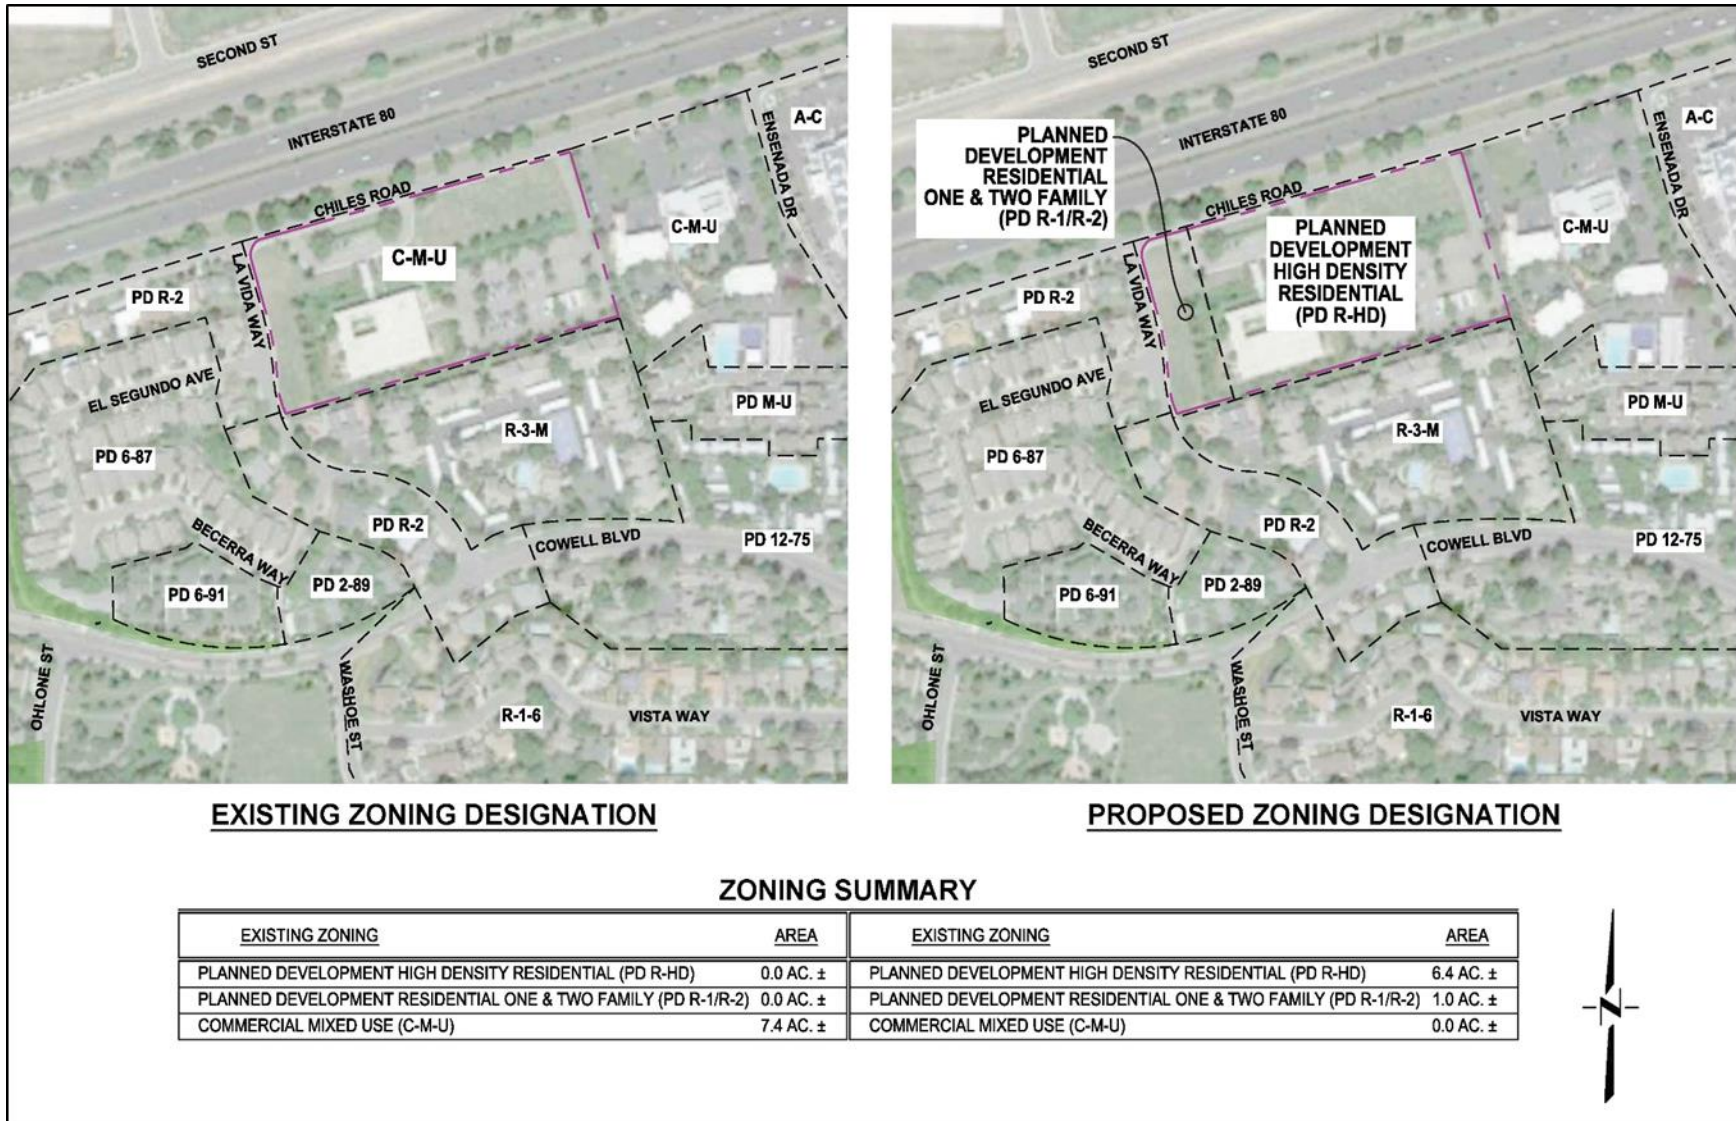 SECOND ST
INTERSTATE 80
A-C
ENSENADA DR
CHILES ROAD
C-M-U
C-M-U
LA VIDA WAY
PD R-2
EL SEGUNDO AVE
PD M-U
R-3-M
PD 6-87
PD R-2
BECERRA WAY
COWELL BLVD
PD 12-75
PD 2-89
PD 6-91
OHLONE ST
WASHOE ST
R-1-6
VISTA WAY
EXISTING ZONING DESIGNATION
SECOND ST
INTERSTATE 80
A-C
ENSENADA DR
PLANNED
DEVELOPMENT
RESIDENTIAL
ONE & TWO FAMILY
(PD R-1/R-2)
CHILES ROAD
C-M-U
PLANNED
DEVELOPMENT
HIGH DENSITY
RESIDENTIAL
(PD R-HD)
LA VIDA WAY
PD R-2
EL SEGUNDO AVE
PD M-U
R-3-M
PD 6-87
PD R-2
BECERRA WAY
COWELL BLVD
PD 12-75
PD 2-89
PD 6-91
OHLONE ST
WASHOE ST
R-1-6
VISTA WAY
PROPOSED ZONING DESIGNATION
ZONING SUMMARY
EXISTING ZONING AREA EXISTING ZONING AREA
PLANNED DEVELOPMENT HIGH DENSITY RESIDENTIAL (PD R-HD) 0.0 AC. ± PLANNED DEVELOPMENT HIGH DENSITY RESIDENTIAL (PD R-HD) 6.4 AC. ±
PLANNED DEVELOPMENT RESIDENTIAL ONE & TWO FAMILY (PD R-1/R-2) 0.0 AC. ± PLANNED DEVELOPMENT RESIDENTIAL ONE & TWO FAMILY (PD R-1/R-2) 1.0 AC. ±
COMMERCIAL MIXED USE (C-M-U) 7.4 AC. ± COMMERCIAL MIXED USE (C-M-U) 0.0 AC. ±
N